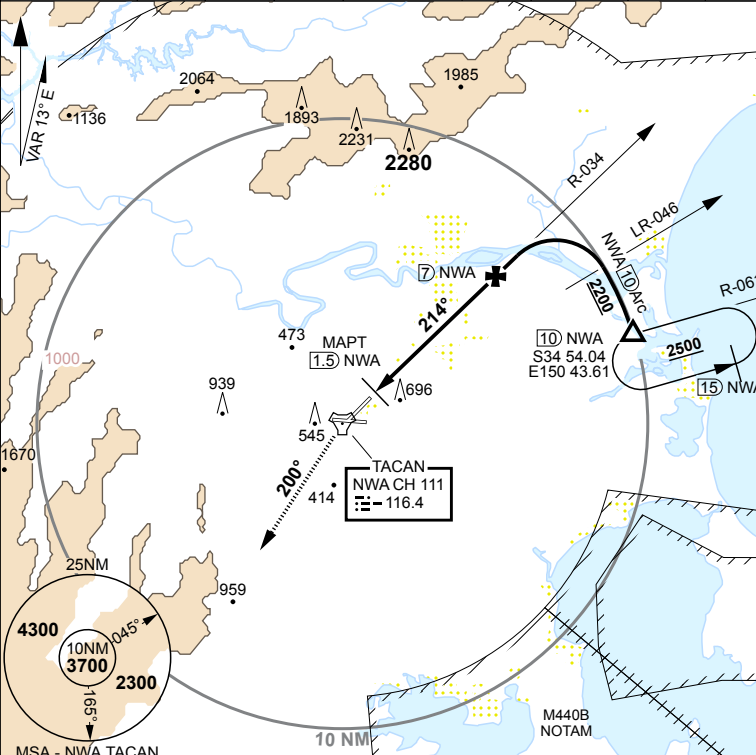 VAR 13° E
2064
1985
1136
1893
2231
2280
R-034
LR-046
NWA 10 Arc
2200
R-061
7 NWA
214°
10 NWA
S34 54.04
E150 43.61
2500
15 NWA
473
MAPT
1.5 NWA
1000
939
696
545
1670
200°
TACAN
NWA CH 111
116.4
414
959
25NM
4300
045°
10NM
3700
2300
165°
MSA - NWA TACAN
10 NM
M440B
NOTAM